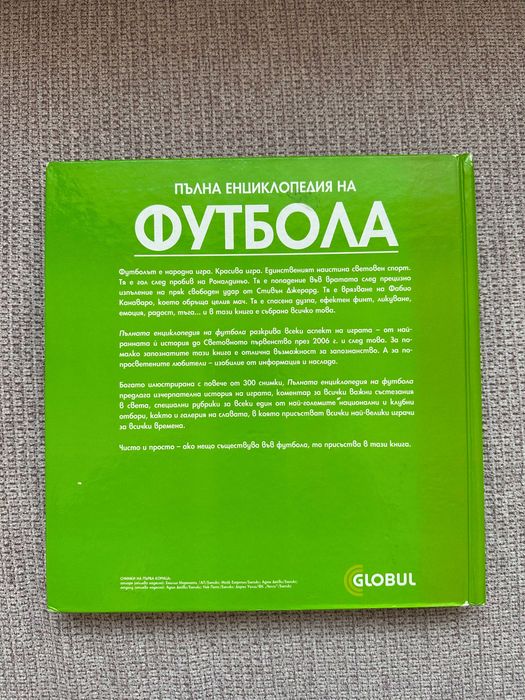 ПЪЛНА ЕНЦИКЛОПЕДИЯ НА
ФУТБОЛА
Футболът е народна игра. Красива игра. Единственият наистина световен спорт.
Тя е гол след пробив на Роналдиньо. Тя е попадение във вратата след прецизно
изпълнение на пряк свободен удар от Стивън Джерард. Тя е врязване на Фабио
Канаваро, което обръща целия мач. Тя е спасена дузпа, ефектен финт, ликуване,
емоция, радост, тъга... и в тази книга е събрано всичко това.
Пълната енциклопедия на футбола разкрива всеки аспект на играта – от най-
ранната ѝ история до Световното първенство през 2006 г. и след това. За по-
малко запознатите тази книга е отлична възможност за запознанство. А за по-
просветените любители – изобилие от информация и наслада.
Богато илюстрирана с повече от 300 снимки, Пълната енциклопедия на футбола
предлага изчерпателна история на играта, коментар за всички важни състезания
в света, специални рубрики за всеки един от най-големите национални и клубни
отбори, както и галерия на славата, в която присъстват всички най-велики играчи
за всички времена.
Чисто и просто – ако нещо съществува във футбола, то присъства в тази книга.
СНИМКИ НА ПЪРВА КОРИЦА:
GLOBUL